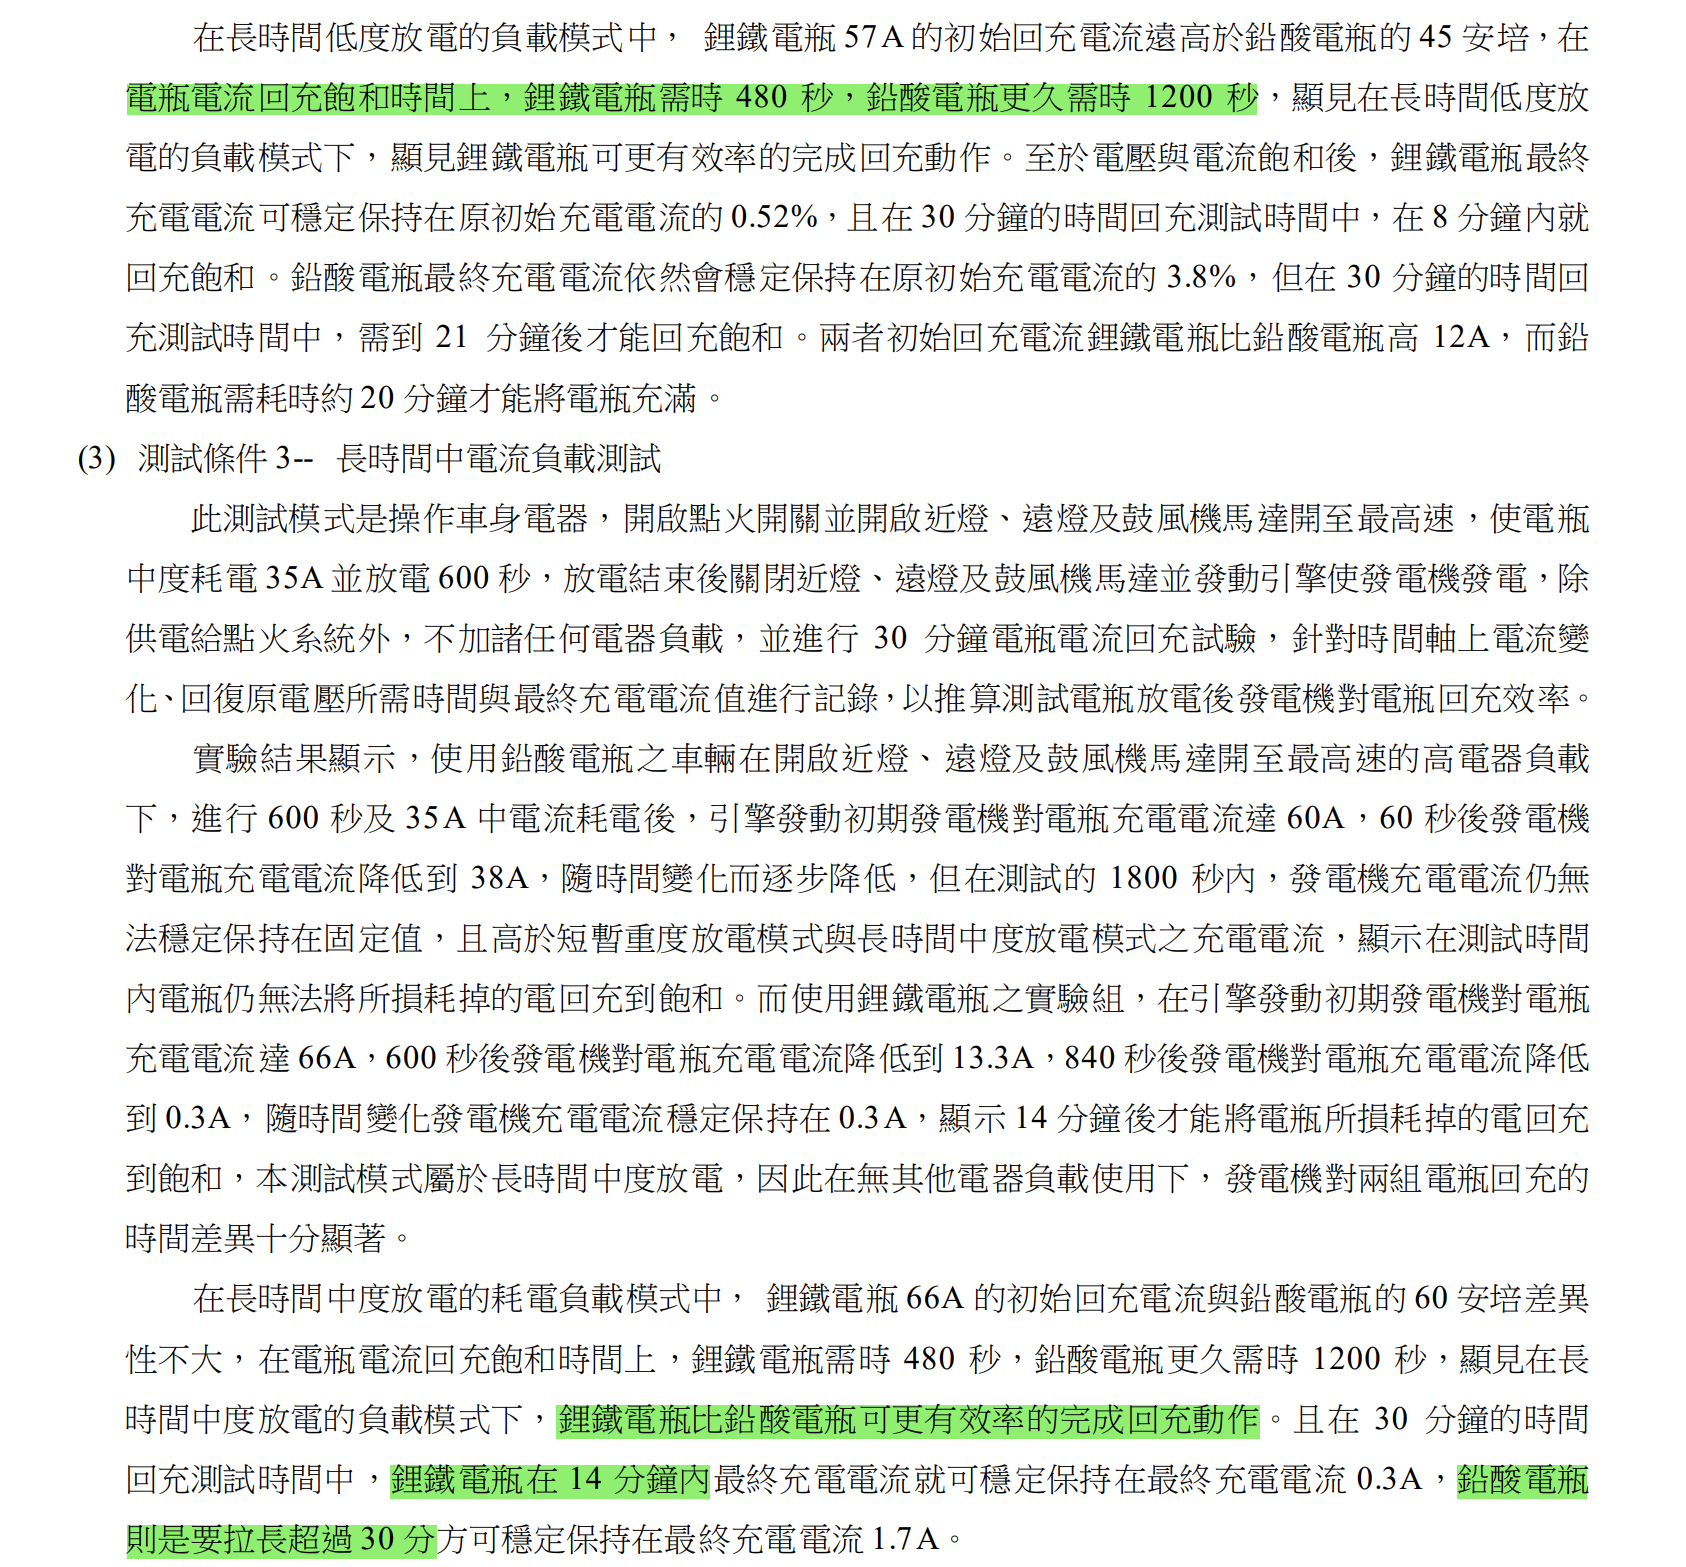 在長時間低度放電的負載模式中， 鋰鐵電瓶 57A 的初始回充電流遠高於鉛酸電瓶的 45 安培，在
電瓶電流回充飽和時間上，鋰鐵電瓶需時 480 秒，鉛酸電瓶更久需時 1200 秒，顯見在長時間低度放
電的負載模式下，顯見鋰鐵電瓶可更有效率的完成回充動作。至於電壓與電流飽和後，鋰鐵電瓶最終
充電電流可穩定保持在原初始充電電流的 0.52%，且在 30 分鐘的時間回充測試時間中，在 8 分鐘內就
回充飽和。鉛酸電瓶最終充電電流依然會穩定保持在原初始充電電流的 3.8%，但在 30 分鐘的時間回
充測試時間中，需到 21 分鐘後才能回充飽和。兩者初始回充電流鋰鐵電瓶比鉛酸電瓶高 12A，而鉛
酸電瓶需耗時約 20 分鐘才能將電瓶充滿。
(3) 測試條件 3-- 長時間中電流負載測試
此測試模式是操作車身電器，開啟點火開關並開啟近燈、遠燈及鼓風機馬達開至最高速，使電瓶
中度耗電 35A 並放電 600 秒，放電結束後關閉近燈、遠燈及鼓風機馬達並發動引擎使發電機發電，除
供電給點火系統外，不加諸任何電器負載，並進行 30 分鐘電瓶電流回充試驗，針對時間軸上電流變
化、回復原電壓所需時間與最終充電電流值進行記錄，以推算測試電瓶放電後發電機對電瓶回充效率。
實驗結果顯示，使用鉛酸電瓶之車輛在開啟近燈、遠燈及鼓風機馬達開至最高速的高電器負載
下，進行 600 秒及 35A 中電流耗電後，引擎發動初期發電機對電瓶充電電流達 60A，60 秒後發電機
對電瓶充電電流降低到 38A，隨時間變化而逐步降低，但在測試的 1800 秒內，發電機充電電流仍無
法穩定保持在固定值，且高於短暫重度放電模式與長時間中度放電模式之充電電流，顯示在測試時間
內電瓶仍無法將所損耗掉的電回充到飽和。而使用鋰鐵電瓶之實驗組，在引擎發動初期發電機對電瓶
充電電流達 66A，600 秒後發電機對電瓶充電電流降低到 13.3A，840 秒後發電機對電瓶充電電流降低
到 0.3A，隨時間變化發電機充電電流穩定保持在 0.3A，顯示 14 分鐘後才能將電瓶所損耗掉的電回充
到飽和，本測試模式屬於長時間中度放電，因此在無其他電器負載使用下，發電機對兩組電瓶回充的
時間差異十分顯著。
在長時間中度放電的耗電負載模式中， 鋰鐵電瓶 66A 的初始回充電流與鉛酸電瓶的 60 安培差異
性不大，在電瓶電流回充飽和時間上，鋰鐵電瓶需時 480 秒，鉛酸電瓶更久需時 1200 秒，顯見在長
時間中度放電的負載模式下，鋰鐵電瓶比鉛酸電瓶可更有效率的完成回充動作。且在 30 分鐘的時間
回充測試時間中，鋰鐵電瓶在 14 分鐘內最終充電電流就可穩定保持在最終充電電流 0.3A，鉛酸電瓶
則是要拉長超過 30 分方可穩定保持在最終充電電流 1.7A。